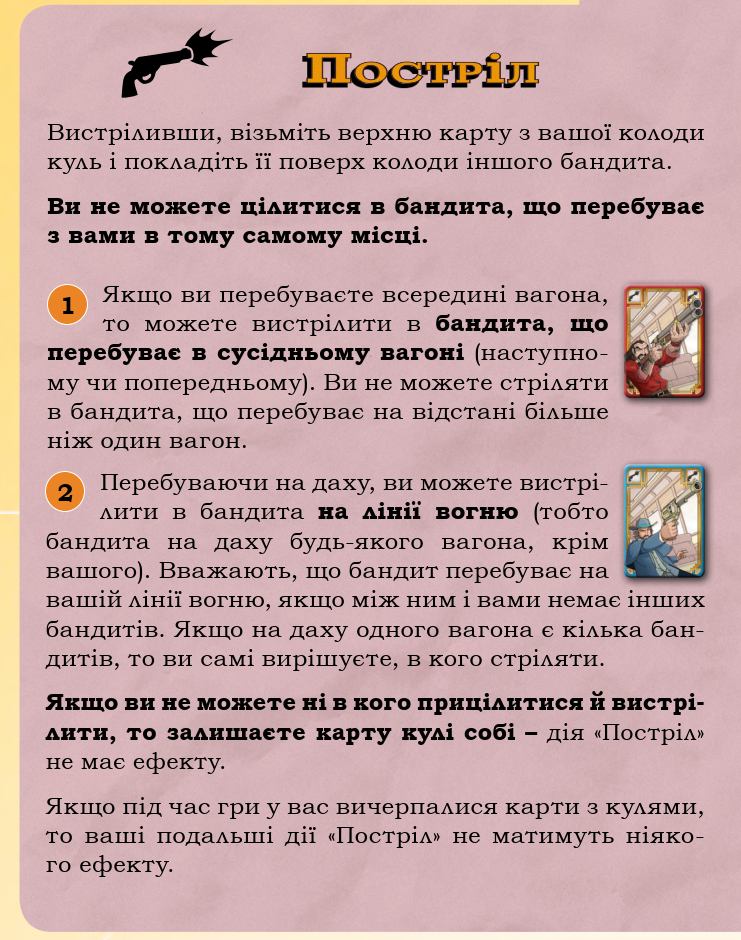 Постріл
Вистріливши, візьміть верхню карту з вашої колоди
куль і покладіть її поверх колоди іншого бандита.
Ви не можете цілитися в бандита, що перебуває
з вами в тому самому місці.
1 Якщо ви перебуваєте всередині вагона,
то можете вистрілити в бандита, що
перебуває в сусідньому вагоні (наступно-
му чи попередньому). Ви не можете стріляти
в бандита, що перебуває на відстані більше
ніж один вагон.
2 Перебуваючи на даху, ви можете вистрі-
лити в бандита на лінії вогню (тобто
бандита на даху будь-якого вагона, крім
вашого). Вважають, що бандит перебуває на
вашій лінії вогню, якщо між ним і вами немає інших
бандитів. Якщо на даху одного вагона є кілька бан-
дитів, то ви самі вирішуєте, в кого стріляти.
Якщо ви не можете ні в кого прицілитися й вистрі-
лити, то залишаєте карту кулі собі – дія «Постріл»
не має ефекту.
Якщо під час гри у вас вичерпалися карти з кулями,
то ваші подальші дії «Постріл» не матимуть ніяко-
го ефекту.